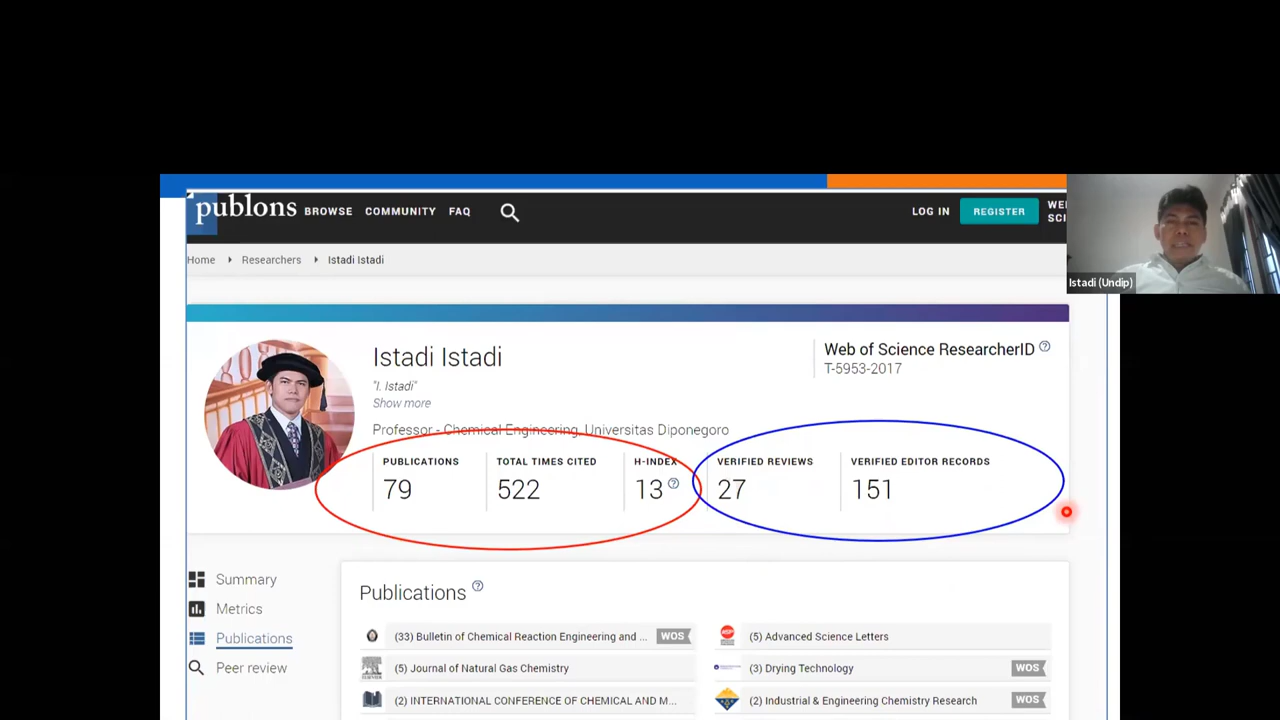 publons BROWSE COMMUNITY FAQ LOG IN REGISTER
Istadi (Undip)
Home Researchers Istadi Istadi
Istadi Istadi
Web of Science ResearcherID
T-5953-2017
"I. Istadi"
Show more
Professor - Chemical Engineering, Universitas Diponegoro
PUBLICATIONS TOTAL TIMES CITED H-INDEX VERIFIED REVIEWS VERIFIED EDITOR RECORDS
79 522 13 27 151
Summary
Metrics
Publications
Peer review
Publications
(33) Bulletin of Chemical Reaction Engineering and ... WOS
(5) Advanced Science Letters
(5) Journal of Natural Gas Chemistry
(3) Drying Technology WOS
(2) INTERNATIONAL CONFERENCE OF CHEMICAL AND M...
(2) Industrial & Engineering Chemistry Research WOS